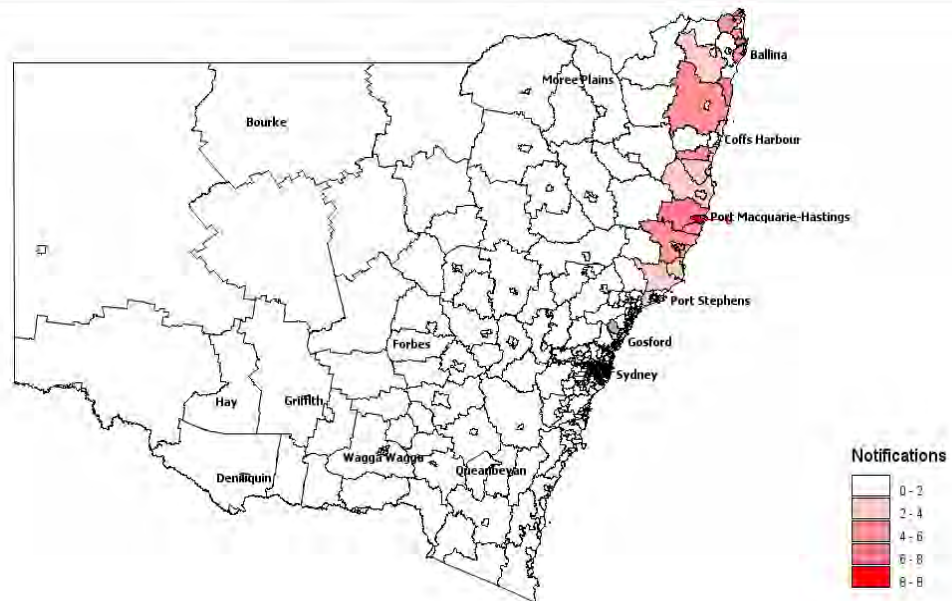 Ballina
Moree Plains
Bourke
Coffs Harbour
Port Macquarie-Hastings
Port Stephens
Forbes
Gosford
Sydney
Hay
Griffith
Wagga Wagga
Queanbeyan
Deniliquin
Notifications
0 - 2
2 - 4
4 - 6
6 - 8
8 - 8